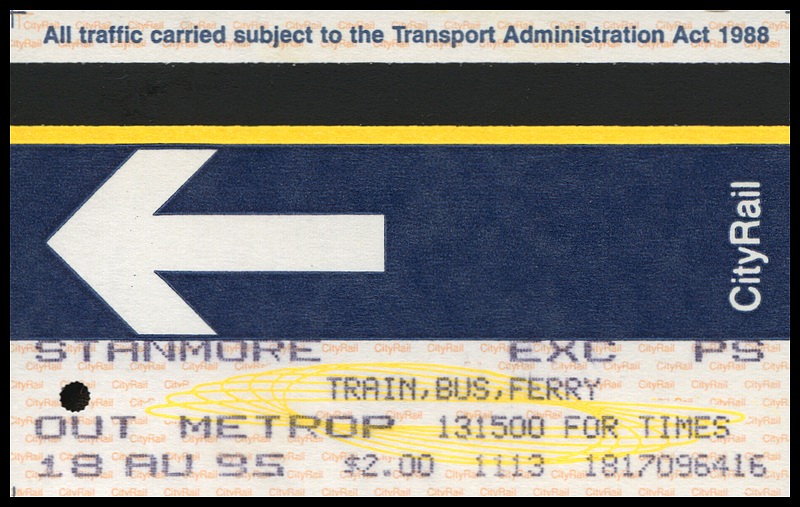 All traffic carried subject to the Transport Administration Act 1988
CityRail
STANMORE EXC PS
TRAIN,BUS,FERRY
OUT METROP 131500 FOR TIMES
18 AU 95 $2.00 1113 1817096416